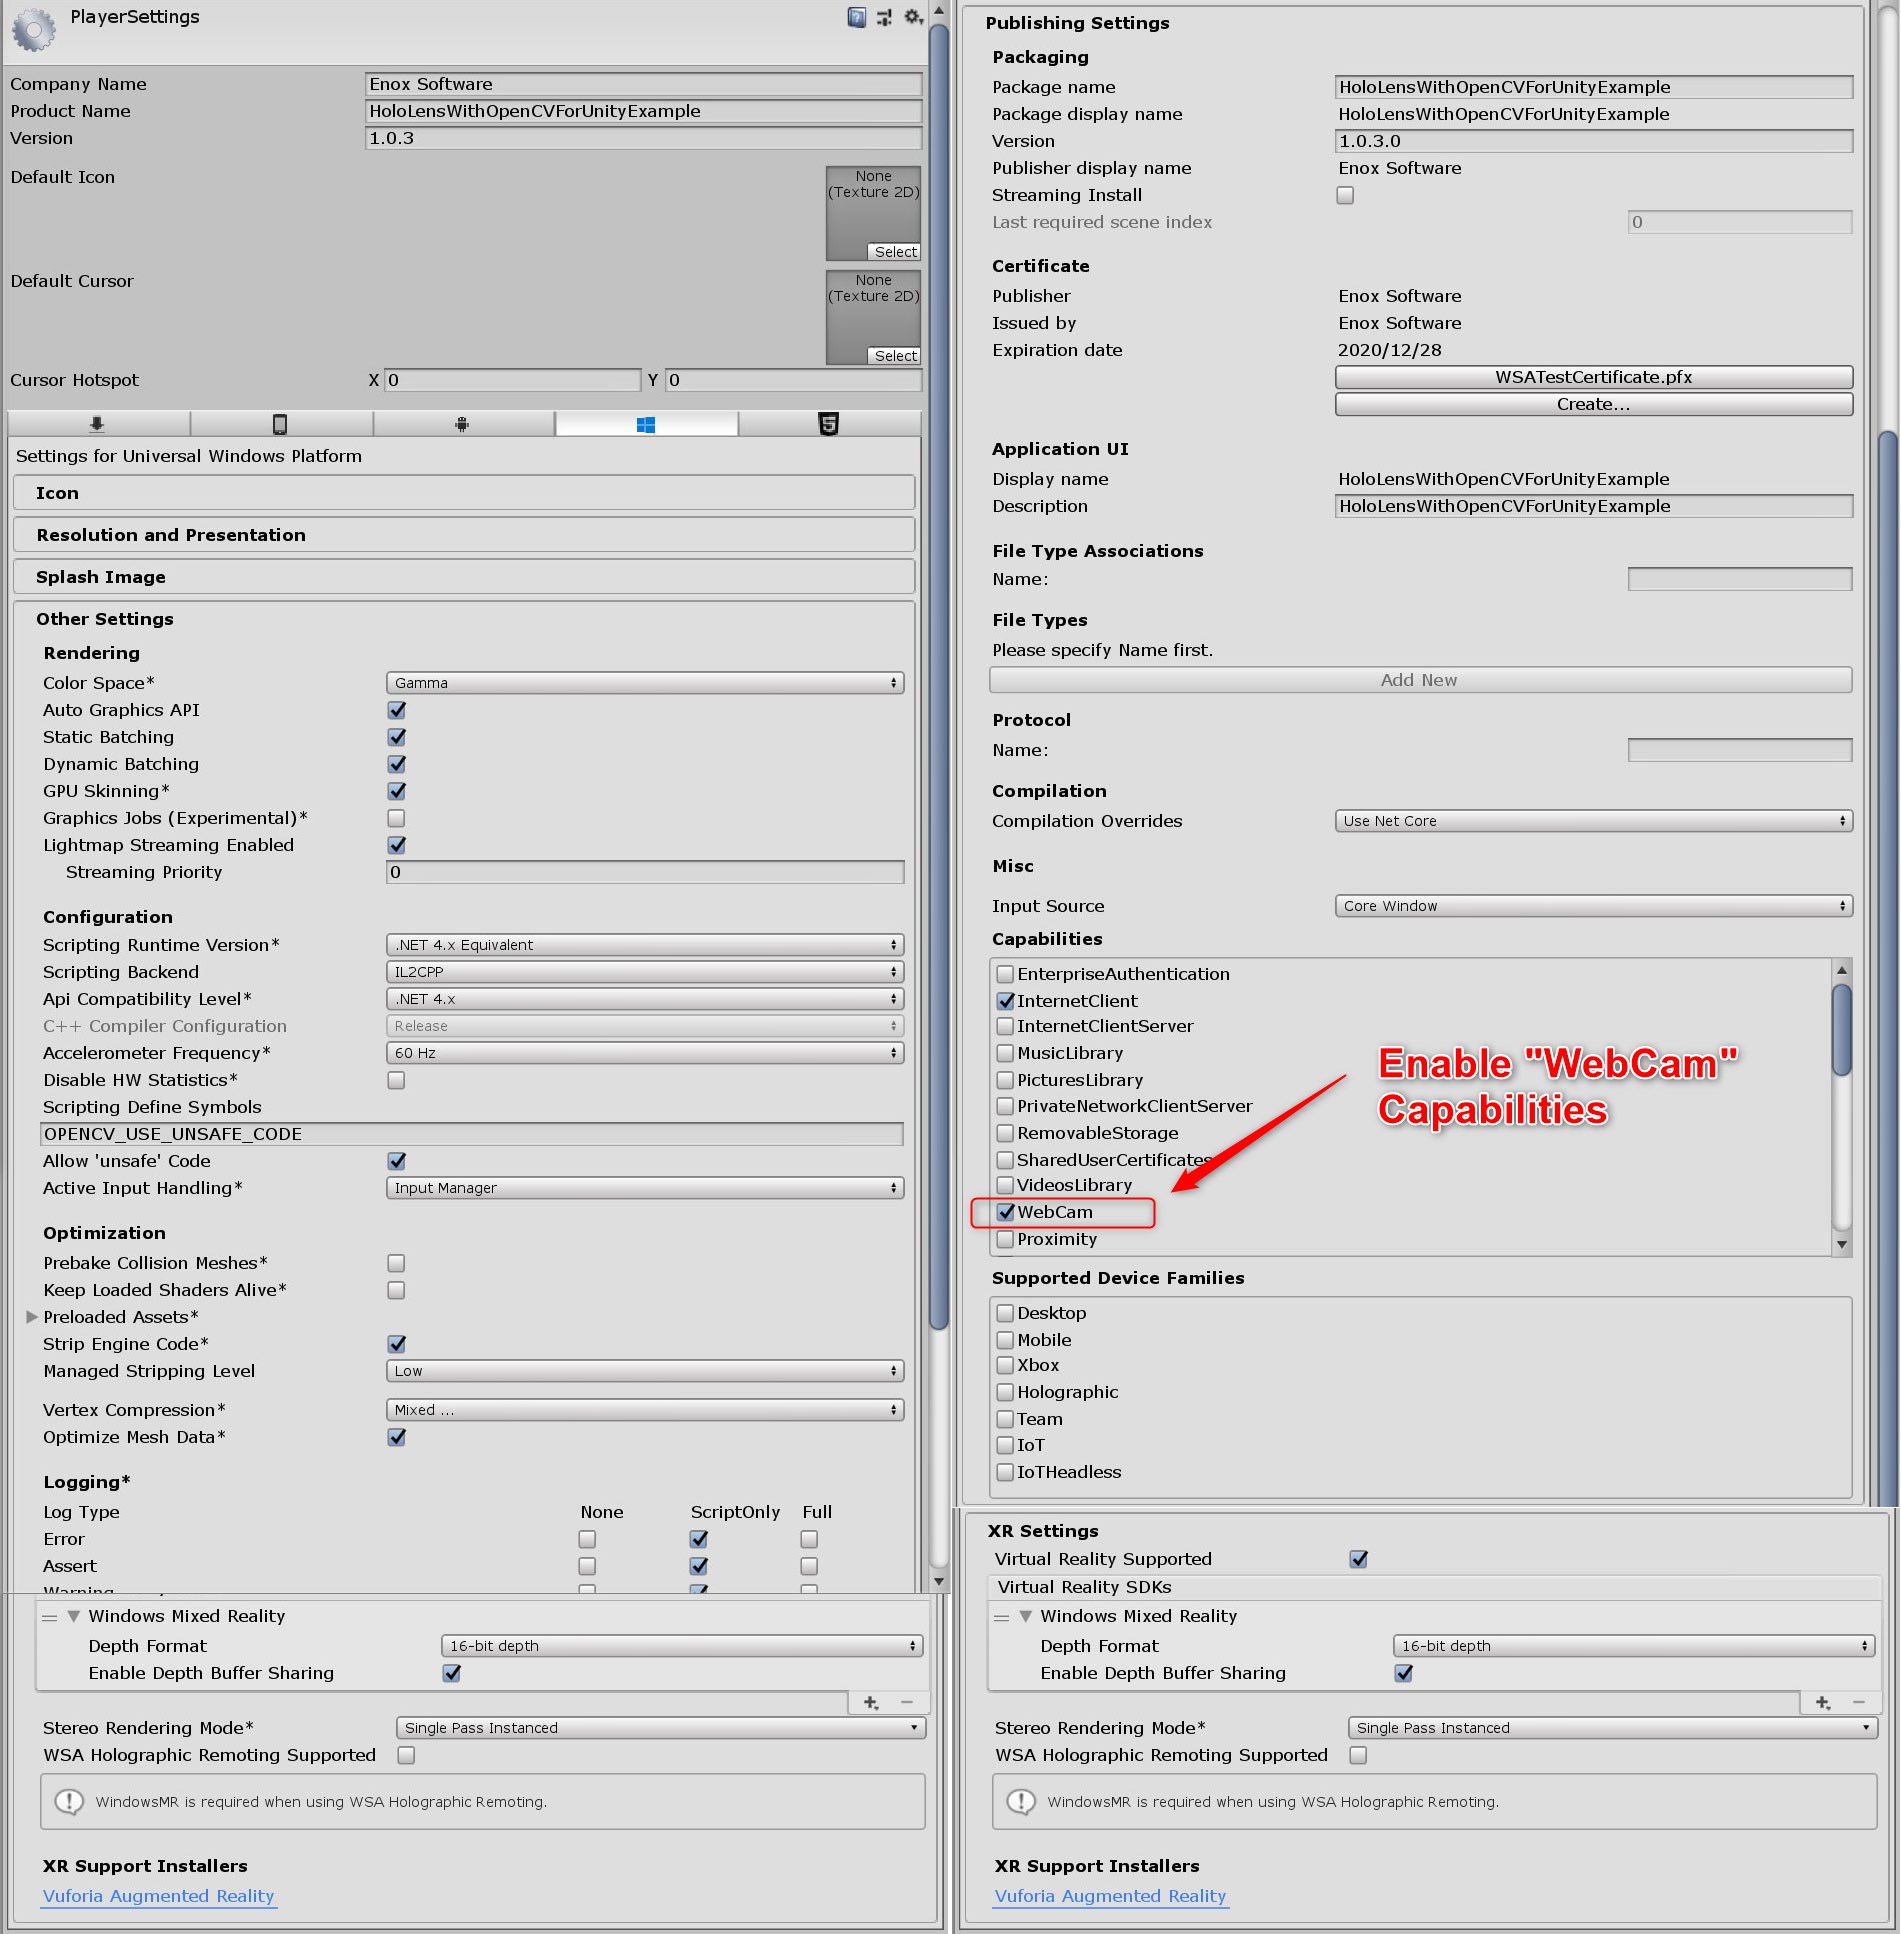 PlayerSettings
Company Name
Enox Software
Product Name
HoloLensWithOpenCVForUnityExample
Version
1.0.3
Default Icon
None
(Texture 2D)
Select
Default Cursor
None
(Texture 2D)
Select
Cursor Hotspot
X 0
Y 0
Settings for Universal Windows Platform
Icon
Resolution and Presentation
Splash Image
Other Settings
Rendering
Color Space*
Gamma
Auto Graphics API
Static Batching
Dynamic Batching
GPU Skinning*
Graphics Jobs (Experimental)*
Lightmap Streaming Enabled
Streaming Priority
0
Configuration
Scripting Runtime Version*
.NET 4.x Equivalent
Scripting Backend
IL2CPP
Api Compatibility Level*
.NET 4.x
C++ Compiler Configuration
Release
Accelerometer Frequency*
60 Hz
Disable HW Statistics*
Scripting Define Symbols
OPENCV_USE_UNSAFE_CODE
Allow 'unsafe' Code
Active Input Handling*
Input Manager
Optimization
Prebake Collision Meshes*
Keep Loaded Shaders Alive*
Preloaded Assets*
Strip Engine Code*
Managed Stripping Level
Low
Vertex Compression*
Mixed ...
Optimize Mesh Data*
Logging*
Log Type
None
ScriptOnly
Full
Error
Assert
Warning
Windows Mixed Reality
Depth Format
16-bit depth
Enable Depth Buffer Sharing
Stereo Rendering Mode*
Single Pass Instanced
WSA Holographic Remoting Supported
WindowsMR is required when using WSA Holographic Remoting.
XR Support Installers
Vuforia Augmented Reality
Publishing Settings
Packaging
Package name
HoloLensWithOpenCVForUnityExample
Package display name
HoloLensWithOpenCVForUnityExample
Version
1.0.3.0
Publisher display name
Enox Software
Streaming Install
Last required scene index
0
Certificate
Publisher
Enox Software
Issued by
Enox Software
Expiration date
2020/12/28
WSATestCertificate.pfx
Create...
Application UI
Display name
HoloLensWithOpenCVForUnityExample
Description
HoloLensWithOpenCVForUnityExample
File Type Associations
Name:
File Types
Please specify Name first.
Add New
Protocol
Name:
Compilation
Compilation Overrides
Use Net Core
Misc
Input Source
Core Window
Capabilities
EnterpriseAuthentication
InternetClient
InternetClientServer
MusicLibrary
PicturesLibrary
PrivateNetworkClientServer
RemovableStorage
SharedUserCertificates
VideosLibrary
WebCam
Proximity
Enable "WebCam"
Capabilities
Supported Device Families
Desktop
Mobile
Xbox
Holographic
Team
IoT
IoTHeadless
XR Settings
Virtual Reality Supported
Virtual Reality SDKs
Windows Mixed Reality
Depth Format
16-bit depth
Enable Depth Buffer Sharing
Stereo Rendering Mode*
Single Pass Instanced
WSA Holographic Remoting Supported
WindowsMR is required when using WSA Holographic Remoting.
XR Support Installers
Vuforia Augmented Reality